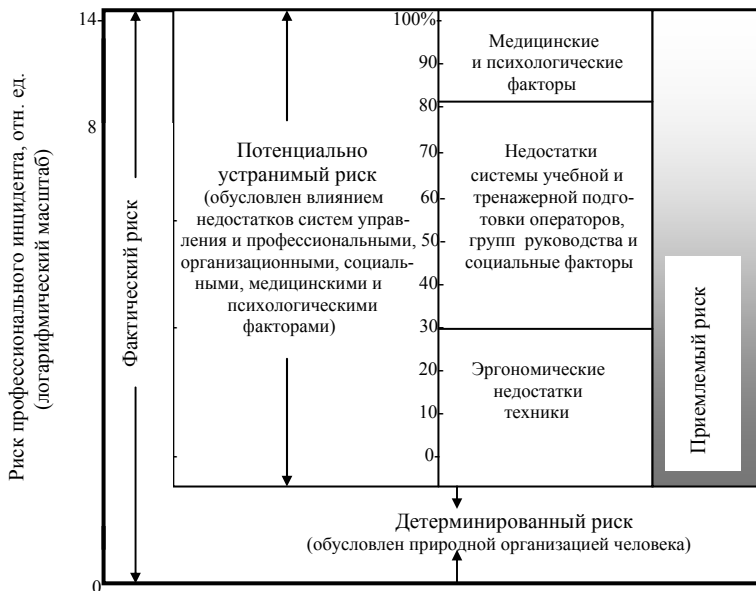 Риск профессионального инцидента, отн. ед.
(логарифмический масштаб)
14
8
0
Фактический риск
Потенциально
устранимый риск
(обусловлен влиянием
недостатков систем управ-
ления и профессиональными,
организационными, социаль-
ными, медицинскими и
психологическими
факторами)
100%
90
80
70
60
50
40
30
20
10
0
Медицинские
и психологические
факторы
Недостатки
системы учебной и
тренажерной подго-
товки операторов,
групп руководства и
социальные факторы
Эргономические
недостатки
техники
Приемлемый риск
Детерминированный риск
(обусловлен природной организацией человека)